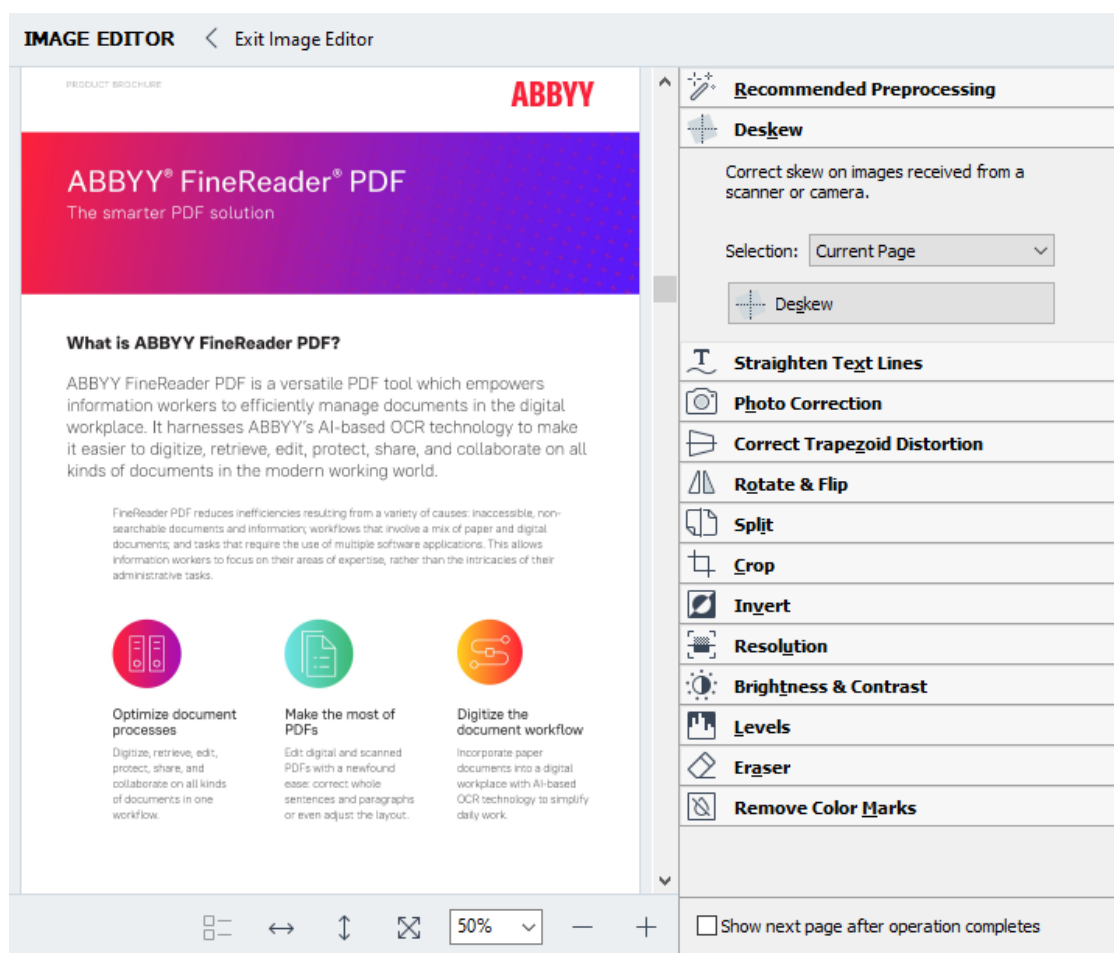 IMAGE EDITOR
Exit Image Editor
PRODUCT BROCHURE
ABBYY
ABBYY® FineReader® PDF
The smarter PDF solution
What is ABBYY FineReader PDF?
ABBYY FineReader PDF is a versatile PDF tool which empowers
information workers to efficiently manage documents in the digital
workplace. It harnesses ABBYY's AI-based OCR technology to make
it easier to digitize, retrieve, edit, protect, share, and collaborate on all
kinds of documents in the modern working world.
FineReader PDF reduces inefficiencies resulting from a variety of causes: inaccessible, non-
searchable documents and information; workflows that involve a mix of paper and digital
documents; and tasks that require the use of multiple software applications. This allows
information workers to focus on their areas of expertise, rather than the intricacies of their
administrative tasks.
Optimize document
processes
Digitize, retrieve, edit,
protect, share, and
collaborate on all kinds
of documents in one
workflow.
Make the most of
PDFs
Edit digital and scanned
PDFs with a newfound
ease: correct whole
sentences and paragraphs
or even adjust the layout.
Digitize the
document workflow
Incorporate paper
documents into a digital
workplace with AI-based
OCR technology to simplify
daily work.
50%
Recommended Preprocessing
Deskew
Correct skew on images received from a
scanner or camera.
Selection: Current Page
Deskew
Straighten Text Lines
Photo Correction
Correct Trapezoid Distortion
Rotate & Flip
Split
Crop
Invert
Resolution
Brightness & Contrast
Levels
Eraser
Remove Color Marks
Show next page after operation completes